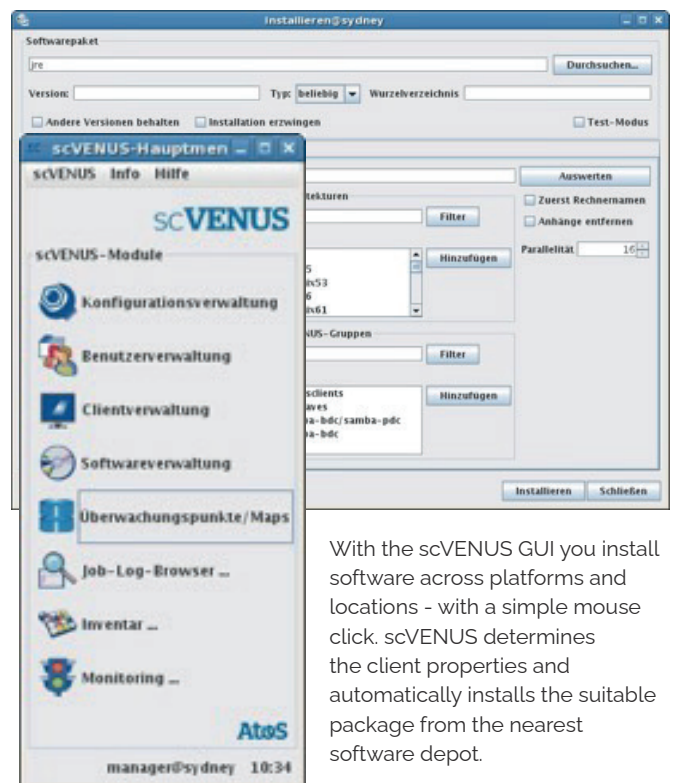 Installieren@sydney
Softwarepaket
jre
Durchsuchen...
Version:
Typ: beliebig
Wurzelverzeichnis
Andere Versionen behalten
Installation erzwingen
Test-Modus
Auswerten
Zuerst Rechnernamen
Anhänge entfernen
Parallelität
16
Filter
Hinzufügen
Filter
Hinzufügen
Installieren
Schließen
scVENUS-Hauptmen
scVENUS Info Hilfe
scVENUS
scVENUS-Module
Konfigurationsverwaltung
Benutzerverwaltung
Clientverwaltung
Softwareverwaltung
Überwachungspunkte/Maps
Job-Log-Browser ...
Inventar ...
Monitoring ...
Atos
manager@sydney 10:34
With the scVENUS GUI you install
software across platforms and
locations - with a simple mouse
click. scVENUS determines
the client properties and
automatically installs the suitable
package from the nearest
software depot.